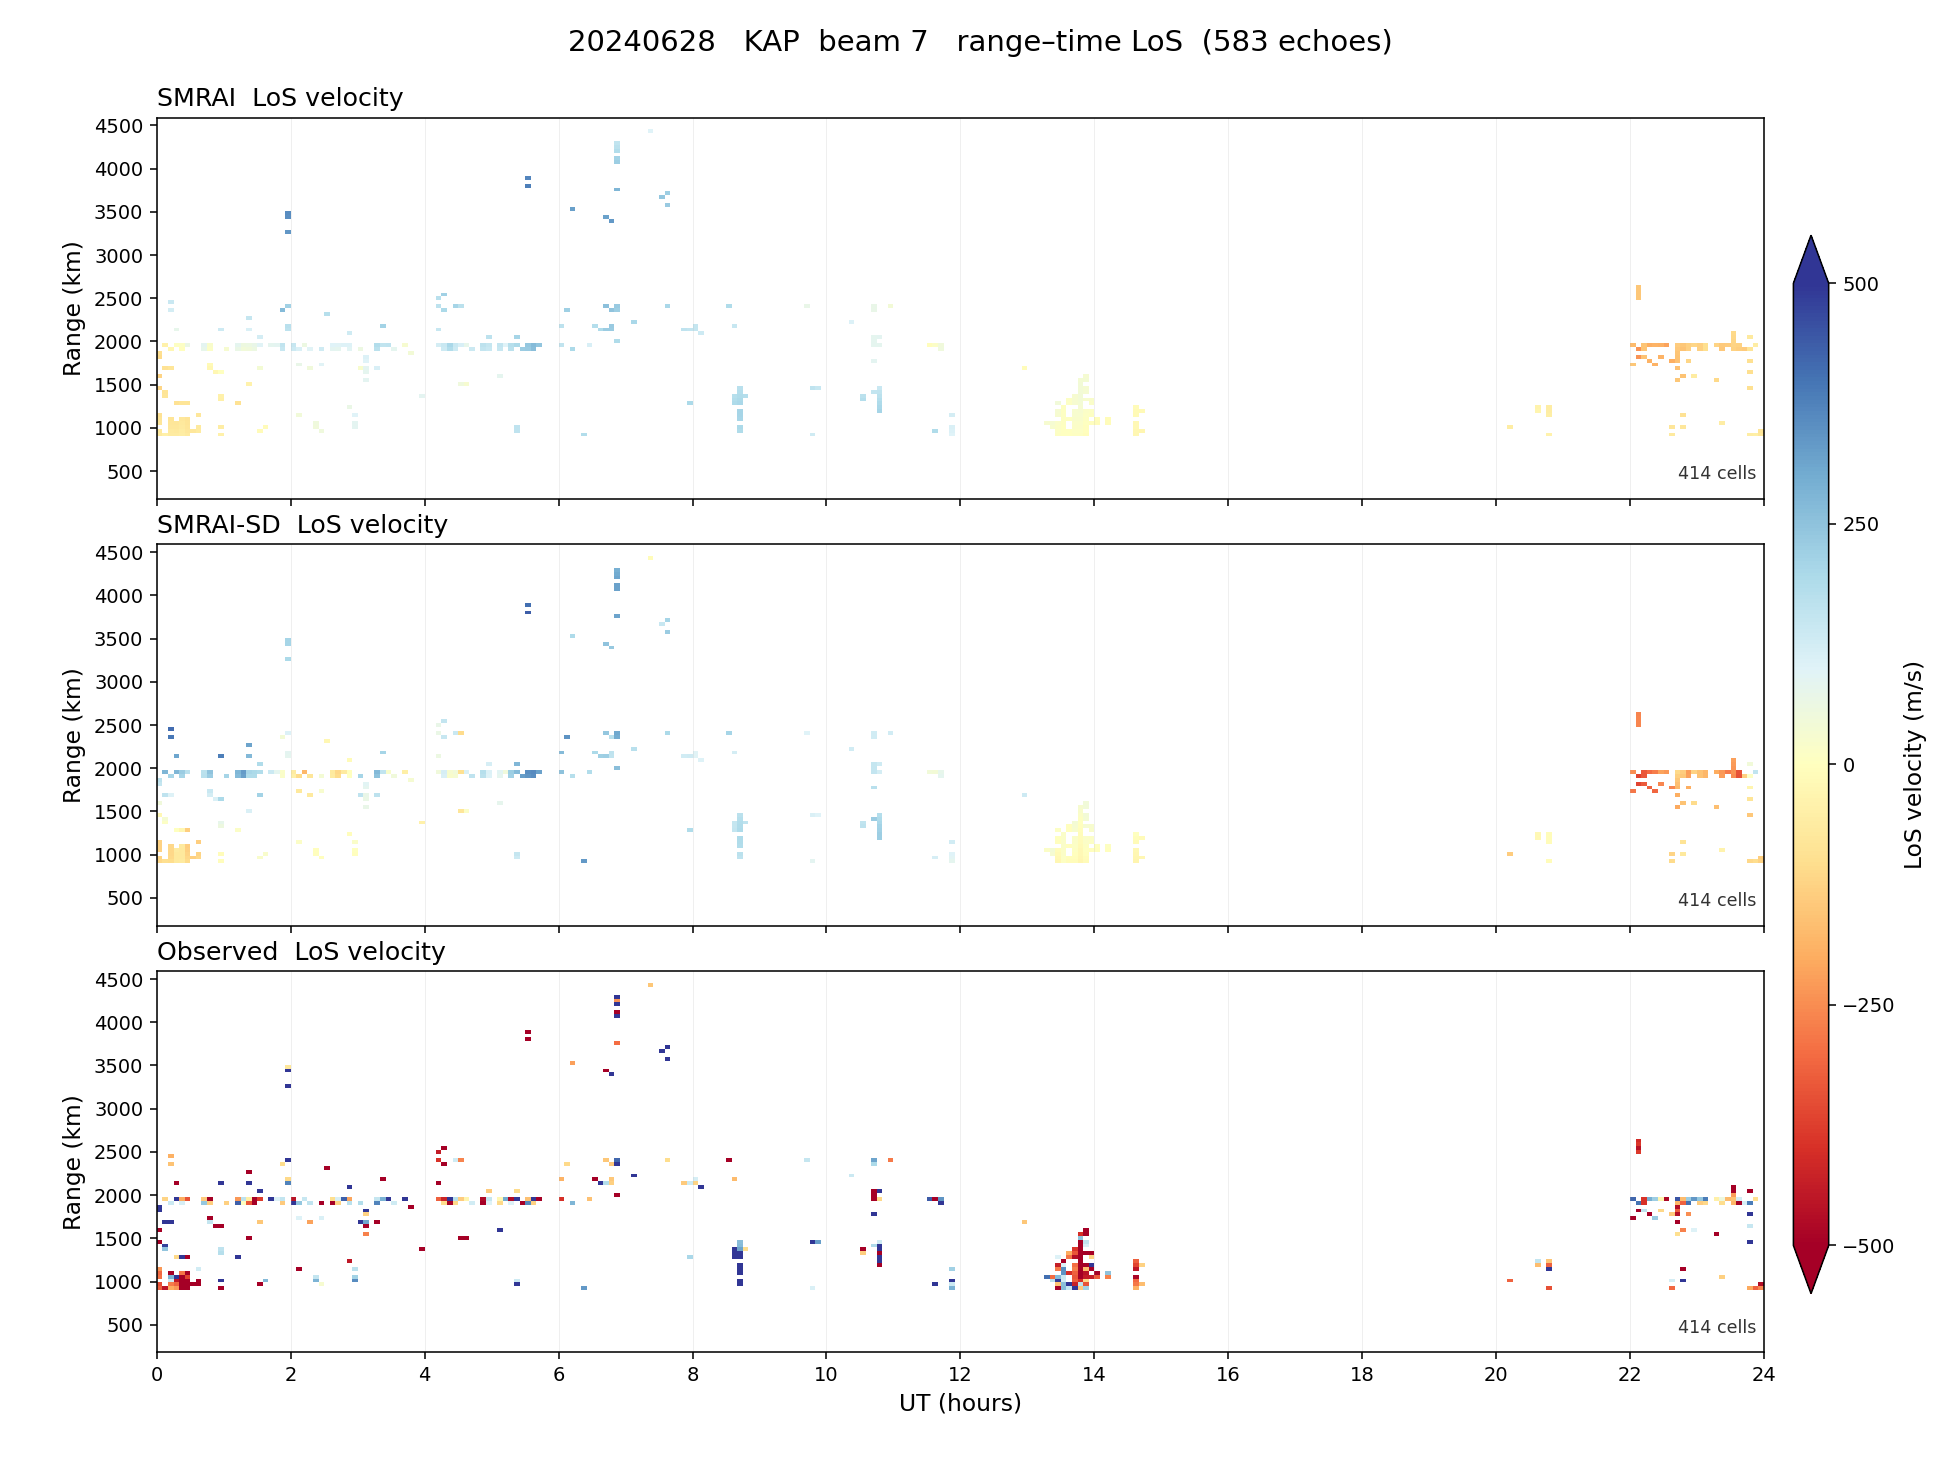 20240628   KAP  beam 7   range–time LoS  (583 echoes)
SMRAI  LoS velocity
4500
4000
3500
3000
2500
2000
1500
1000
500
Range (km)
414 cells
SMRAI-SD  LoS velocity
4500
4000
3500
3000
2500
2000
1500
1000
500
Range (km)
414 cells
Observed  LoS velocity
4500
4000
3500
3000
2500
2000
1500
1000
500
Range (km)
414 cells
0 2 4 6 8 10 12 14 16 18 20 22 24
UT (hours)
500
250
0
−250
−500
LoS velocity (m/s)